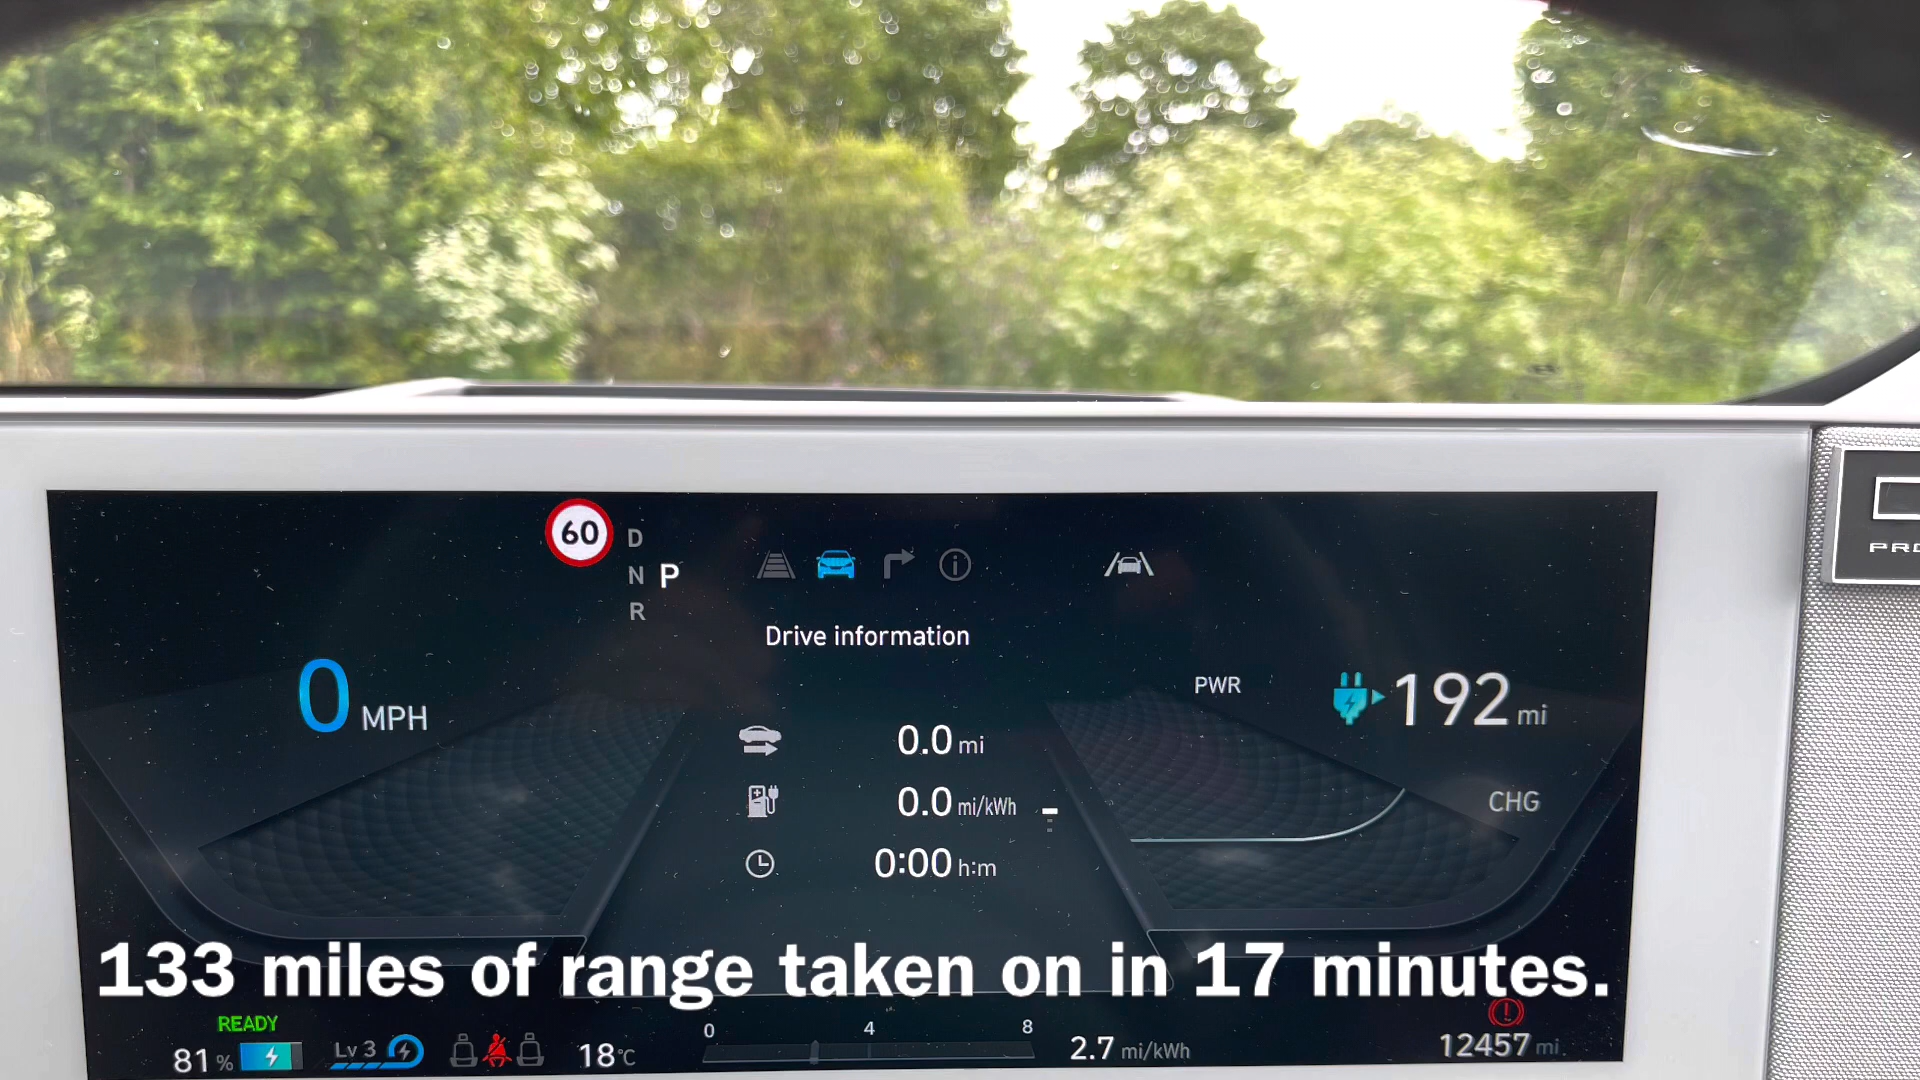 60
D
N P
R
Drive information
0 MPH
PWR
192 mi
0.0 mi
0.0 mi/kWh
CHG
0:00 h:m
133 miles of range taken on in 17 minutes.
READY
81 % Lv 3 18°C
0 4 8
2.7 mi/kWh
12457 mi